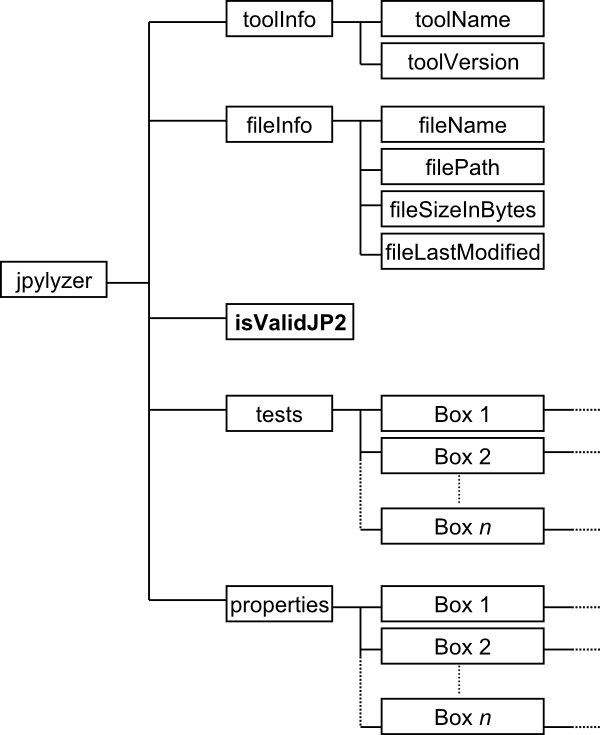 toolInfo
toolName
toolVersion
fileInfo
fileName
filePath
fileSizeInBytes
fileLastModified
jpylyzer
isValidJP2
tests
Box 1
Box 2
Box n
properties
Box 1
Box 2
Box n